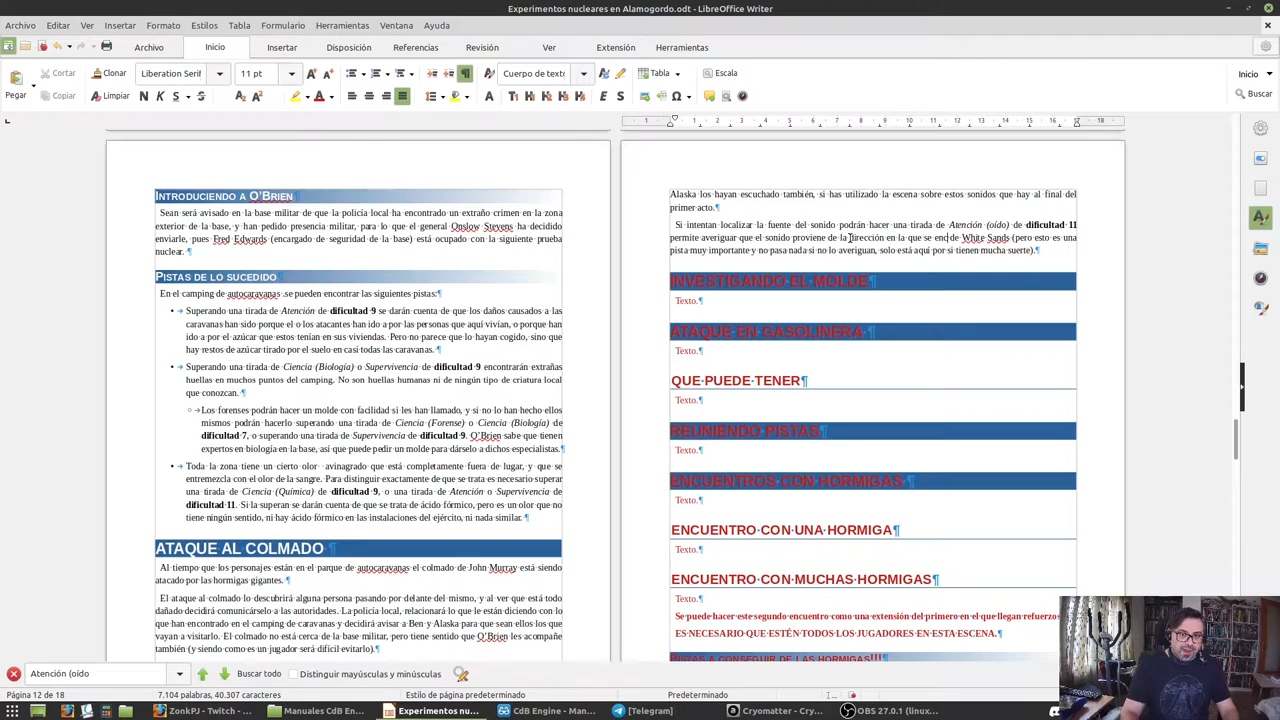 Experimentos nucleares en Alamogordo.odt - LibreOffice Writer
Archivo Editar Ver Insertar Formato Estilos Tabla Formulario Herramientas Ventana Ayuda
Archivo Inicio Insertar Disposición Referencias Revisión Ver Extensión Herramientas
Pegar Cortar Clonar Liberation Serif 11 pt Cuerpo de texto Tabla Escala Inicio
Copiar Limpiar Buscar
INTRODUCIENDO A O'BRIEN
Sean será avisado en la base militar de que la policía local ha encontrado un extraño crimen en la zona
exterior de la base, y han pedido presencia militar, para lo que el general Onslow Stevens ha decidido
enviarle, pues Fred Edwards (encargado de seguridad de la base) está ocupado con la siguiente prueba
nuclear.
PISTAS DE LO SUCEDIDO
En el camping de autocaravanas .se pueden encontrar las siguientes pistas:
• Superando una tirada de Atención de dificultad 9 se darán cuenta de que los daños causados a las
caravanas han sido porque el o los atacantes han ido a por las personas que aquí vivían, o porque han
ido a por el azúcar que estos tenían en sus viviendas. Pero no parece que lo hayan cogido, sino que
hay restos de azúcar tirado por el suelo en casi todas las caravanas.
• Superando una tirada de Ciencia (Biología) o Supervivencia de dificultad 9 encontrarán extrañas
huellas en muchos puntos del camping. No son huellas humanas ni de ningún tipo de criatura local
que conozcan.
○ Los forenses podrán hacer un molde con facilidad si les han llamado, y si no lo han hecho ellos
mismos podrán hacerlo superando una tirada de Ciencia (Forense) o Ciencia (Biología) de
dificultad 7, o superando una tirada de Supervivencia de dificultad 9. O'Brien sabe que tienen
expertos en biología en la base, así que puede pedir un molde para dárselo a dichos especialistas.
• Toda la zona tiene un cierto olor avinagrado que está completamente fuera de lugar, y que se
entremezcla con el olor de la sangre. Para distinguir exactamente de que se trata es necesario superar
una tirada de Ciencia (Química) de dificultad 9, o una tirada de Atención o Supervivencia de
dificultad 11. Si la superan se darán cuenta de que se trata de ácido fórmico, pero es un olor que no
tiene ningún sentido, ni hay ácido fórmico en las instalaciones del ejército, ni nada similar.
ATAQUE AL COLMADO
Al tiempo que los personajes están en el parque de autocaravanas el colmado de John Murray está siendo
atacado por las hormigas gigantes.
El ataque al colmado lo descubrirá alguna persona pasando por delante del mismo, y al ver que está todo
dañado decidirá comunicárselo a las autoridades. La policía local, relacionará lo que le están diciendo con lo
que han encontrado en el camping de caravanas y decidirá avisar a Ben y Alaska para que sean ellos los que
vayan a visitarlo. El colmado no está cerca de la base militar, pero tiene sentido que O'Brien les acompañe
también (y siendo como es un jugador será difícil evitarlo).
Alaska los hayan escuchado también, si has utilizado la escena sobre estos sonidos que hay al final del
primer acto.
Si intentan localizar la fuente del sonido podrán hacer una tirada de Atención (oído) de dificultad 11
permite averiguar que el sonido proviene de la dirección en la que se enc de White Sands (pero esto es una
pista muy importante y no pasa nada si no lo averiguan, solo está aquí por si tienen mucha suerte).
INVESTIGANDO EL MOLDE
Texto.
ATAQUE EN GASOLINERA
Texto.
QUE PUEDE TENER
Texto.
REUNIENDO PISTAS
Texto.
ENCUENTROS CON HORMIGAS
Texto.
ENCUENTRO CON UNA HORMIGA
Texto.
ENCUENTRO CON MUCHAS HORMIGAS
Texto.
Se puede hacer este segundo encuentro como una extensión del primero en el que llegan refuerzos
ES NECESARIO QUE ESTÉN TODOS LOS JUGADORES EN ESTA ESCENA.
PISTAS A CONSEGUIR DE LAS HORMIGAS!!!
Atención (oído Buscar todo Distinguir mayúsculas y minúsculas
Página 12 de 18 7.104 palabras, 40.307 caracteres Estilo de página predeterminado Predeterminado
ZonkPJ - Twitch - ... Manuales CdB En... Experimentos nu... CdB Engine - Man... [Telegram] Cryomatter - Cry... OBS 27.0.1 (linu...